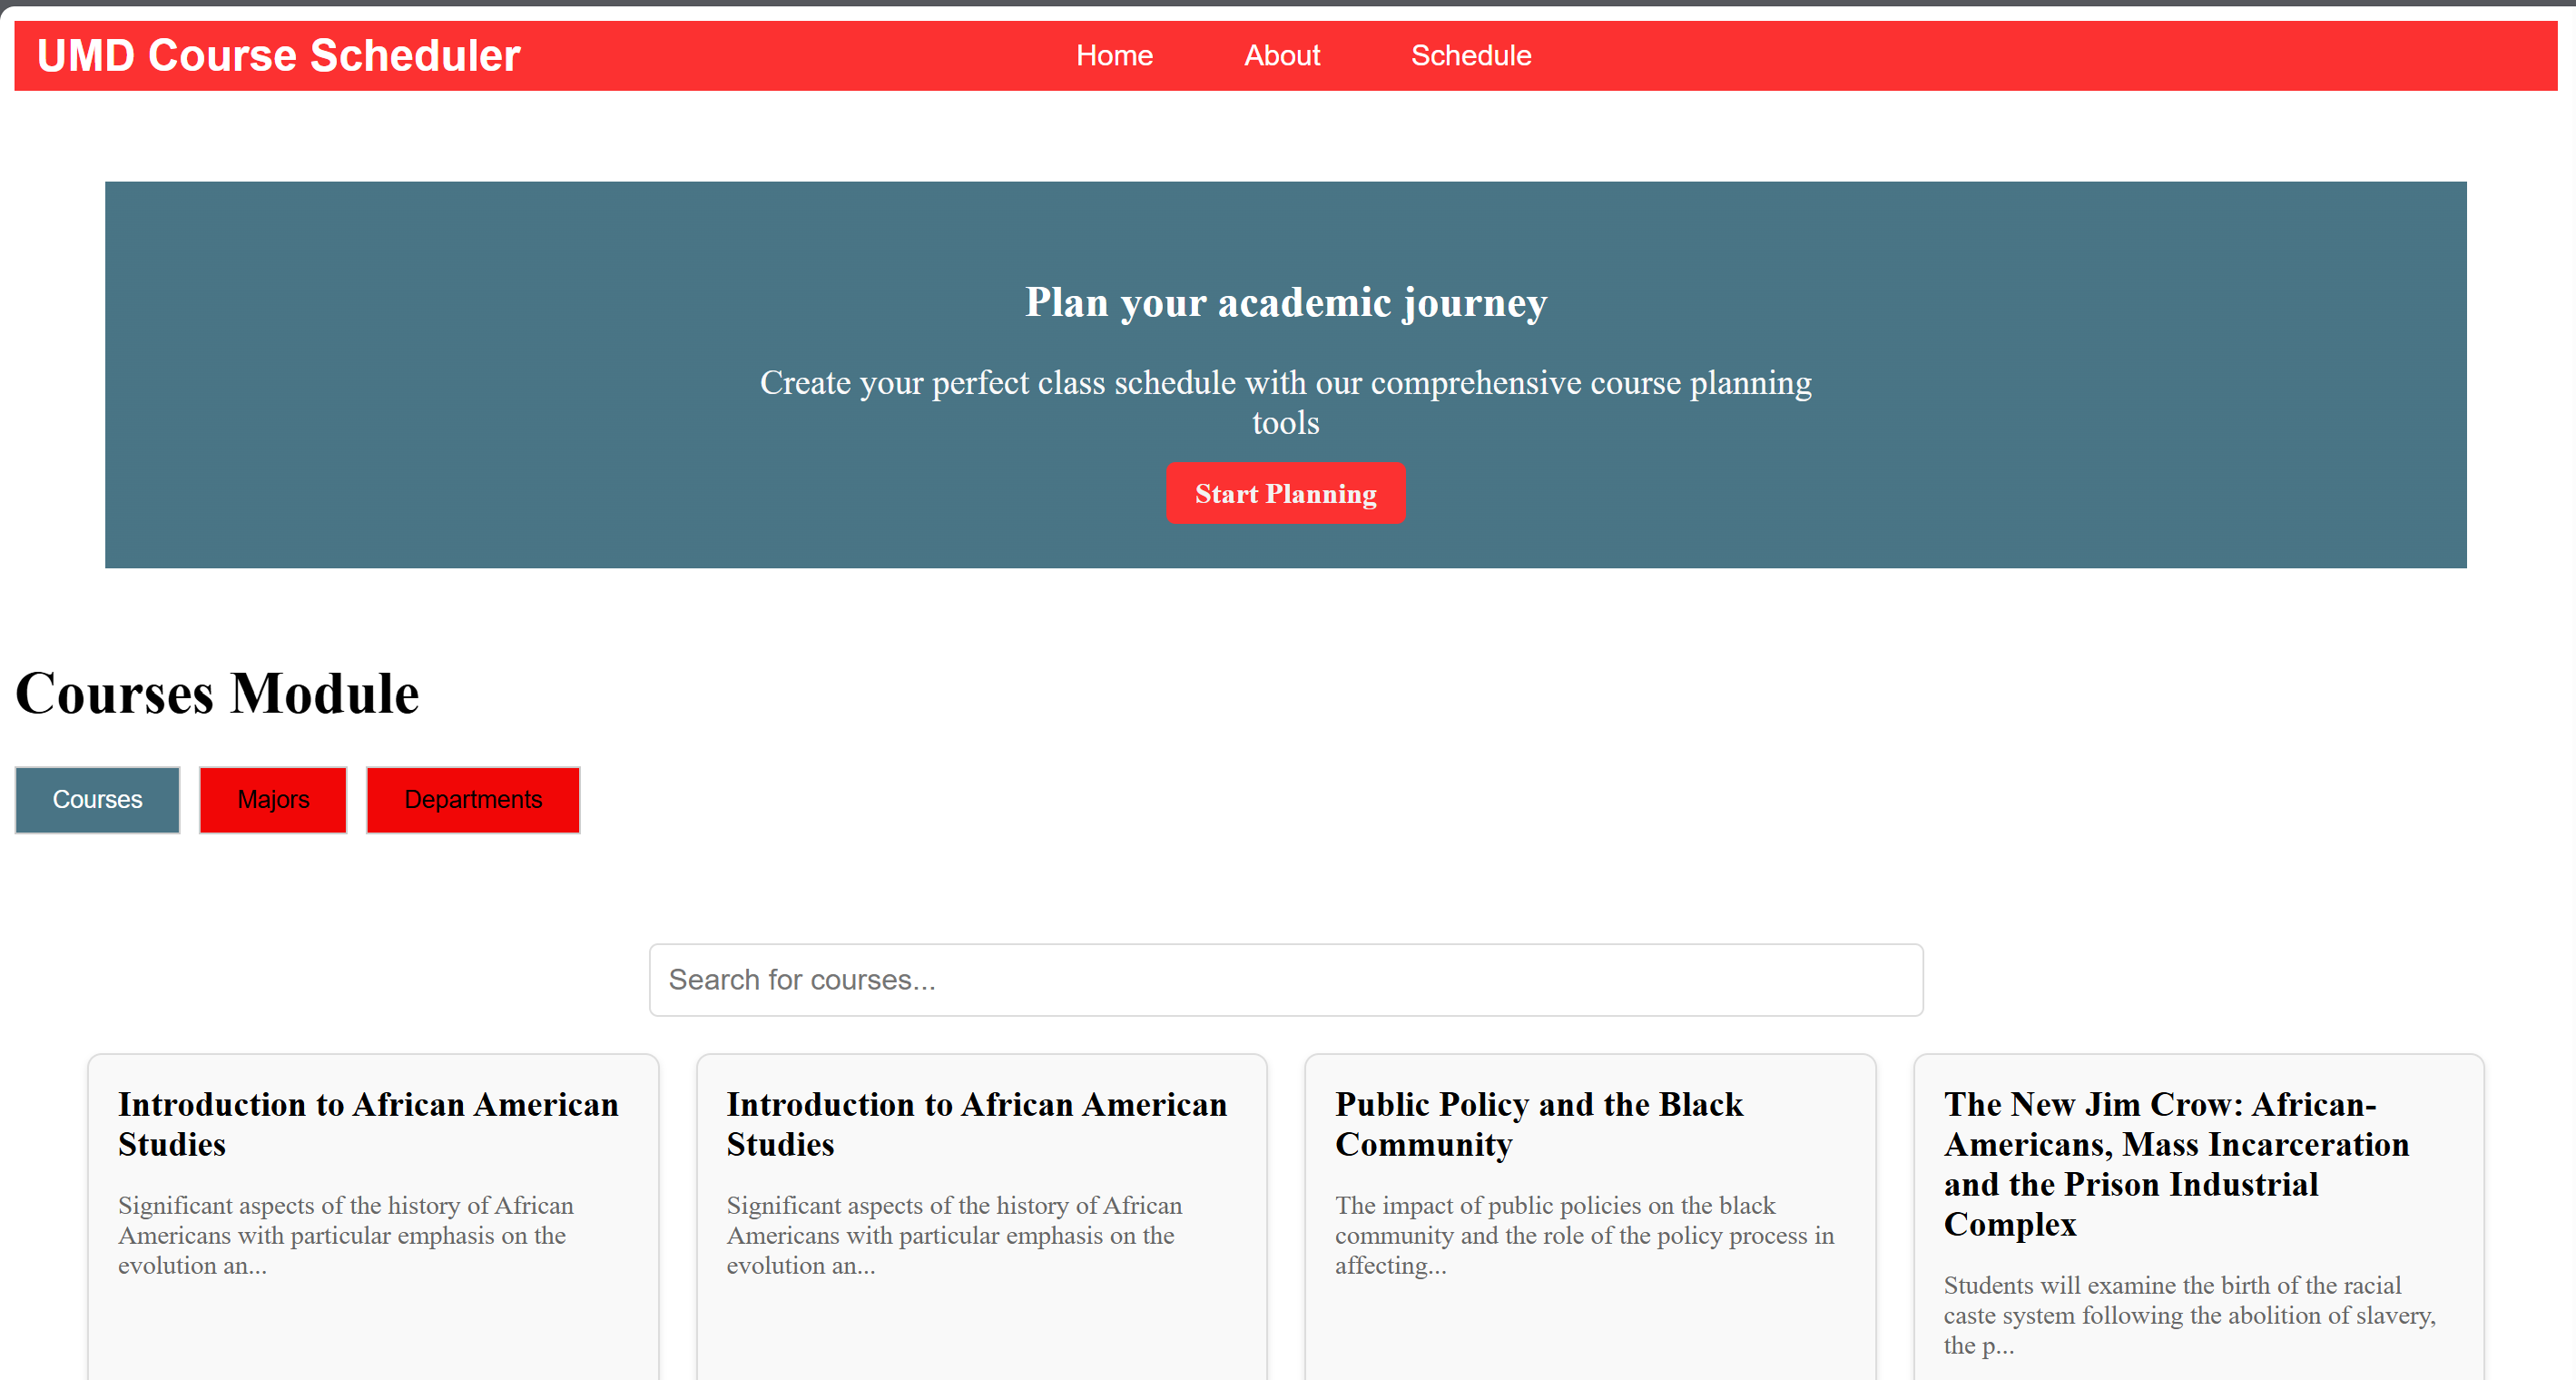 UMD Course Scheduler
Home About Schedule
Plan your academic journey
Create your perfect class schedule with our comprehensive course planning
tools
Start Planning
Courses Module
Courses Majors Departments
Search for courses...
Introduction to African American
Studies
Significant aspects of the history of African
Americans with particular emphasis on the
evolution an...
Introduction to African American
Studies
Significant aspects of the history of African
Americans with particular emphasis on the
evolution an...
Public Policy and the Black
Community
The impact of public policies on the black
community and the role of the policy process in
affecting...
The New Jim Crow: African-
Americans, Mass Incarceration
and the Prison Industrial
Complex
Students will examine the birth of the racial
caste system following the abolition of slavery,
the p...